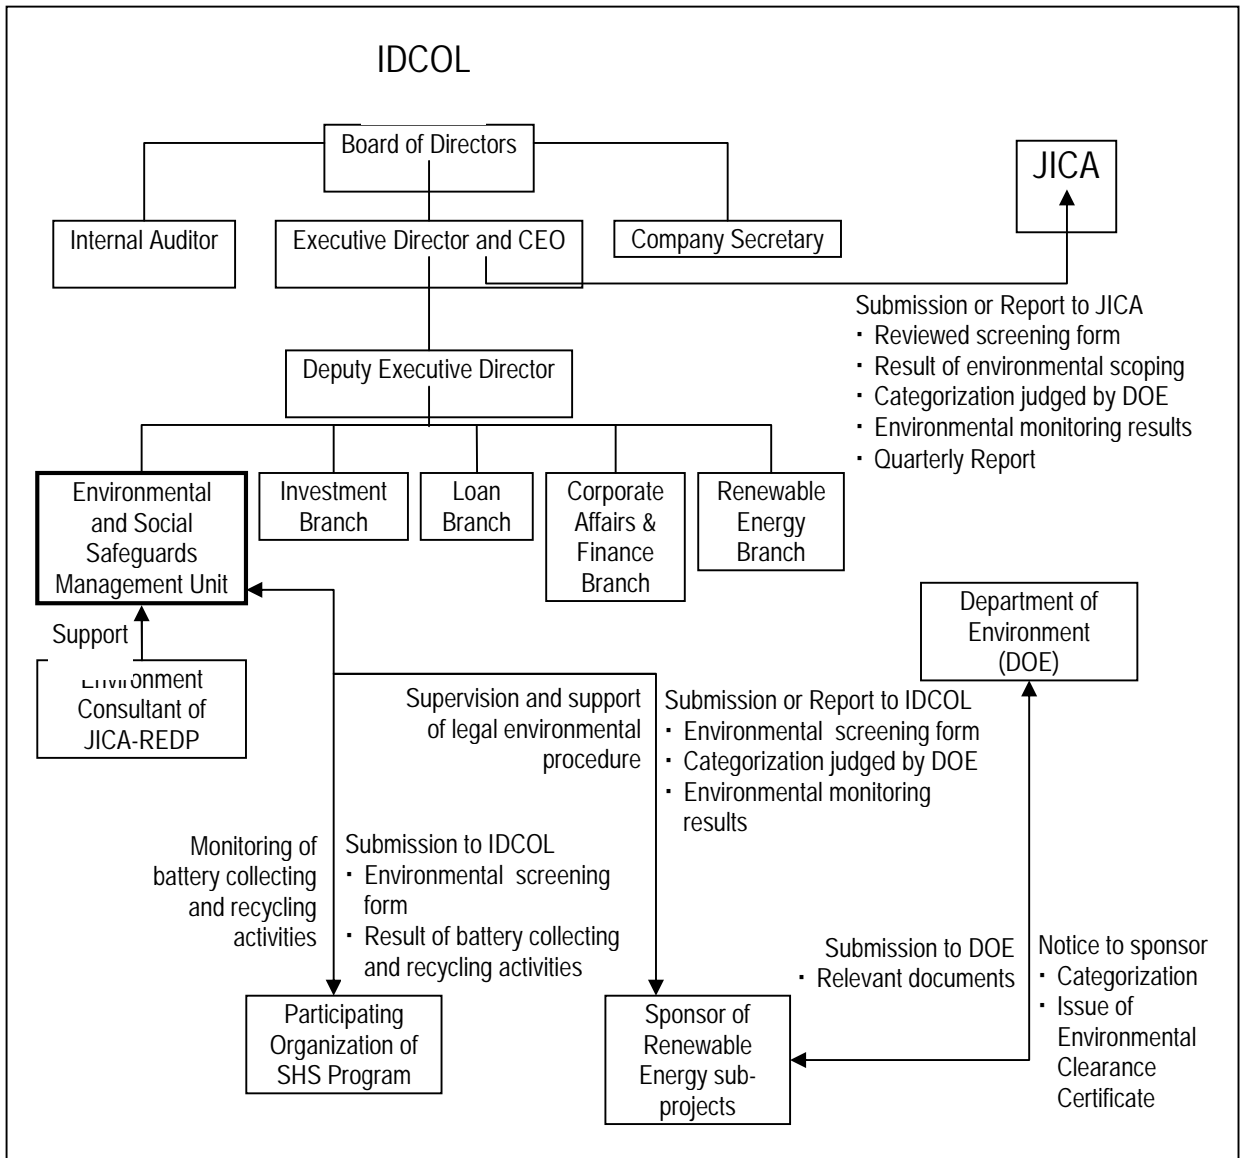 IDCOL
Board of Directors
JICA
Internal Auditor
Executive Director and CEO
Company Secretary
Submission or Report to JICA
・ Reviewed screening form
・ Result of environmental scoping
・ Categorization judged by DOE
・ Environmental monitoring results
・ Quarterly Report
Deputy Executive Director
Environmental
and Social
Safeguards
Management Unit
Investment
Branch
Loan
Branch
Corporate
Affairs &
Finance
Branch
Renewable
Energy
Branch
Department of
Environment
(DOE)
Support
Environment
Consultant of
JICA-REDP
Supervision and support
of legal environmental
procedure
Submission or Report to IDCOL
・ Environmental screening form
・ Categorization judged by DOE
・ Environmental monitoring
results
Monitoring of
battery collecting
and recycling
activities
Submission to IDCOL
・ Environmental screening
form
・ Result of battery collecting
and recycling activities
Submission to DOE
・ Relevant documents
Notice to sponsor
・ Categorization
・ Issue of
Environmental
Clearance
Certificate
Participating
Organization of
SHS Program
Sponsor of
Renewable
Energy sub-
projects